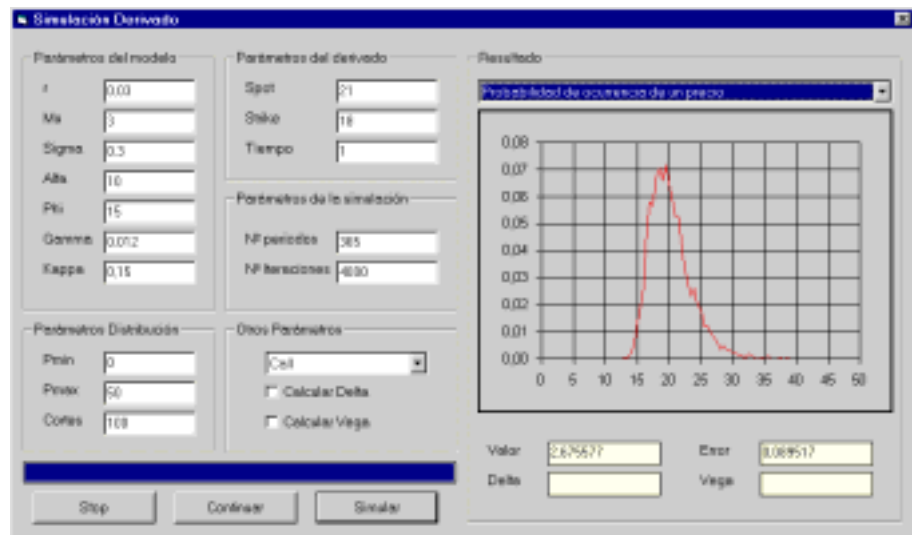 Simulación Derivado
Parámetros del modelo
r 0,03
Mu 3
Sigma 0.3
Alfa 10
Phi 15
Gamma 0.012
Kappa 0,15
Parámetros del derivado
Spot 21
Strike 18
Tiempo 1
Parámetros de la simulación
Nº periodos 365
Nº Iteraciones 4000
Parámetros Distribución
Pmin 0
Pmax 50
Cortes 100
Otros Parámetros
Call
Calcular Delta
Calcular Vega
Stop
Continuar
Simular
Resultado
Probabilidad de ocurrencia de un precio
0,08
0,07
0,06
0,05
0,04
0,03
0,02
0,01
0,00
0 5 10 15 20 25 30 35 40 45 50
Valor 2,675577 Error 0,089517
Delta Vega